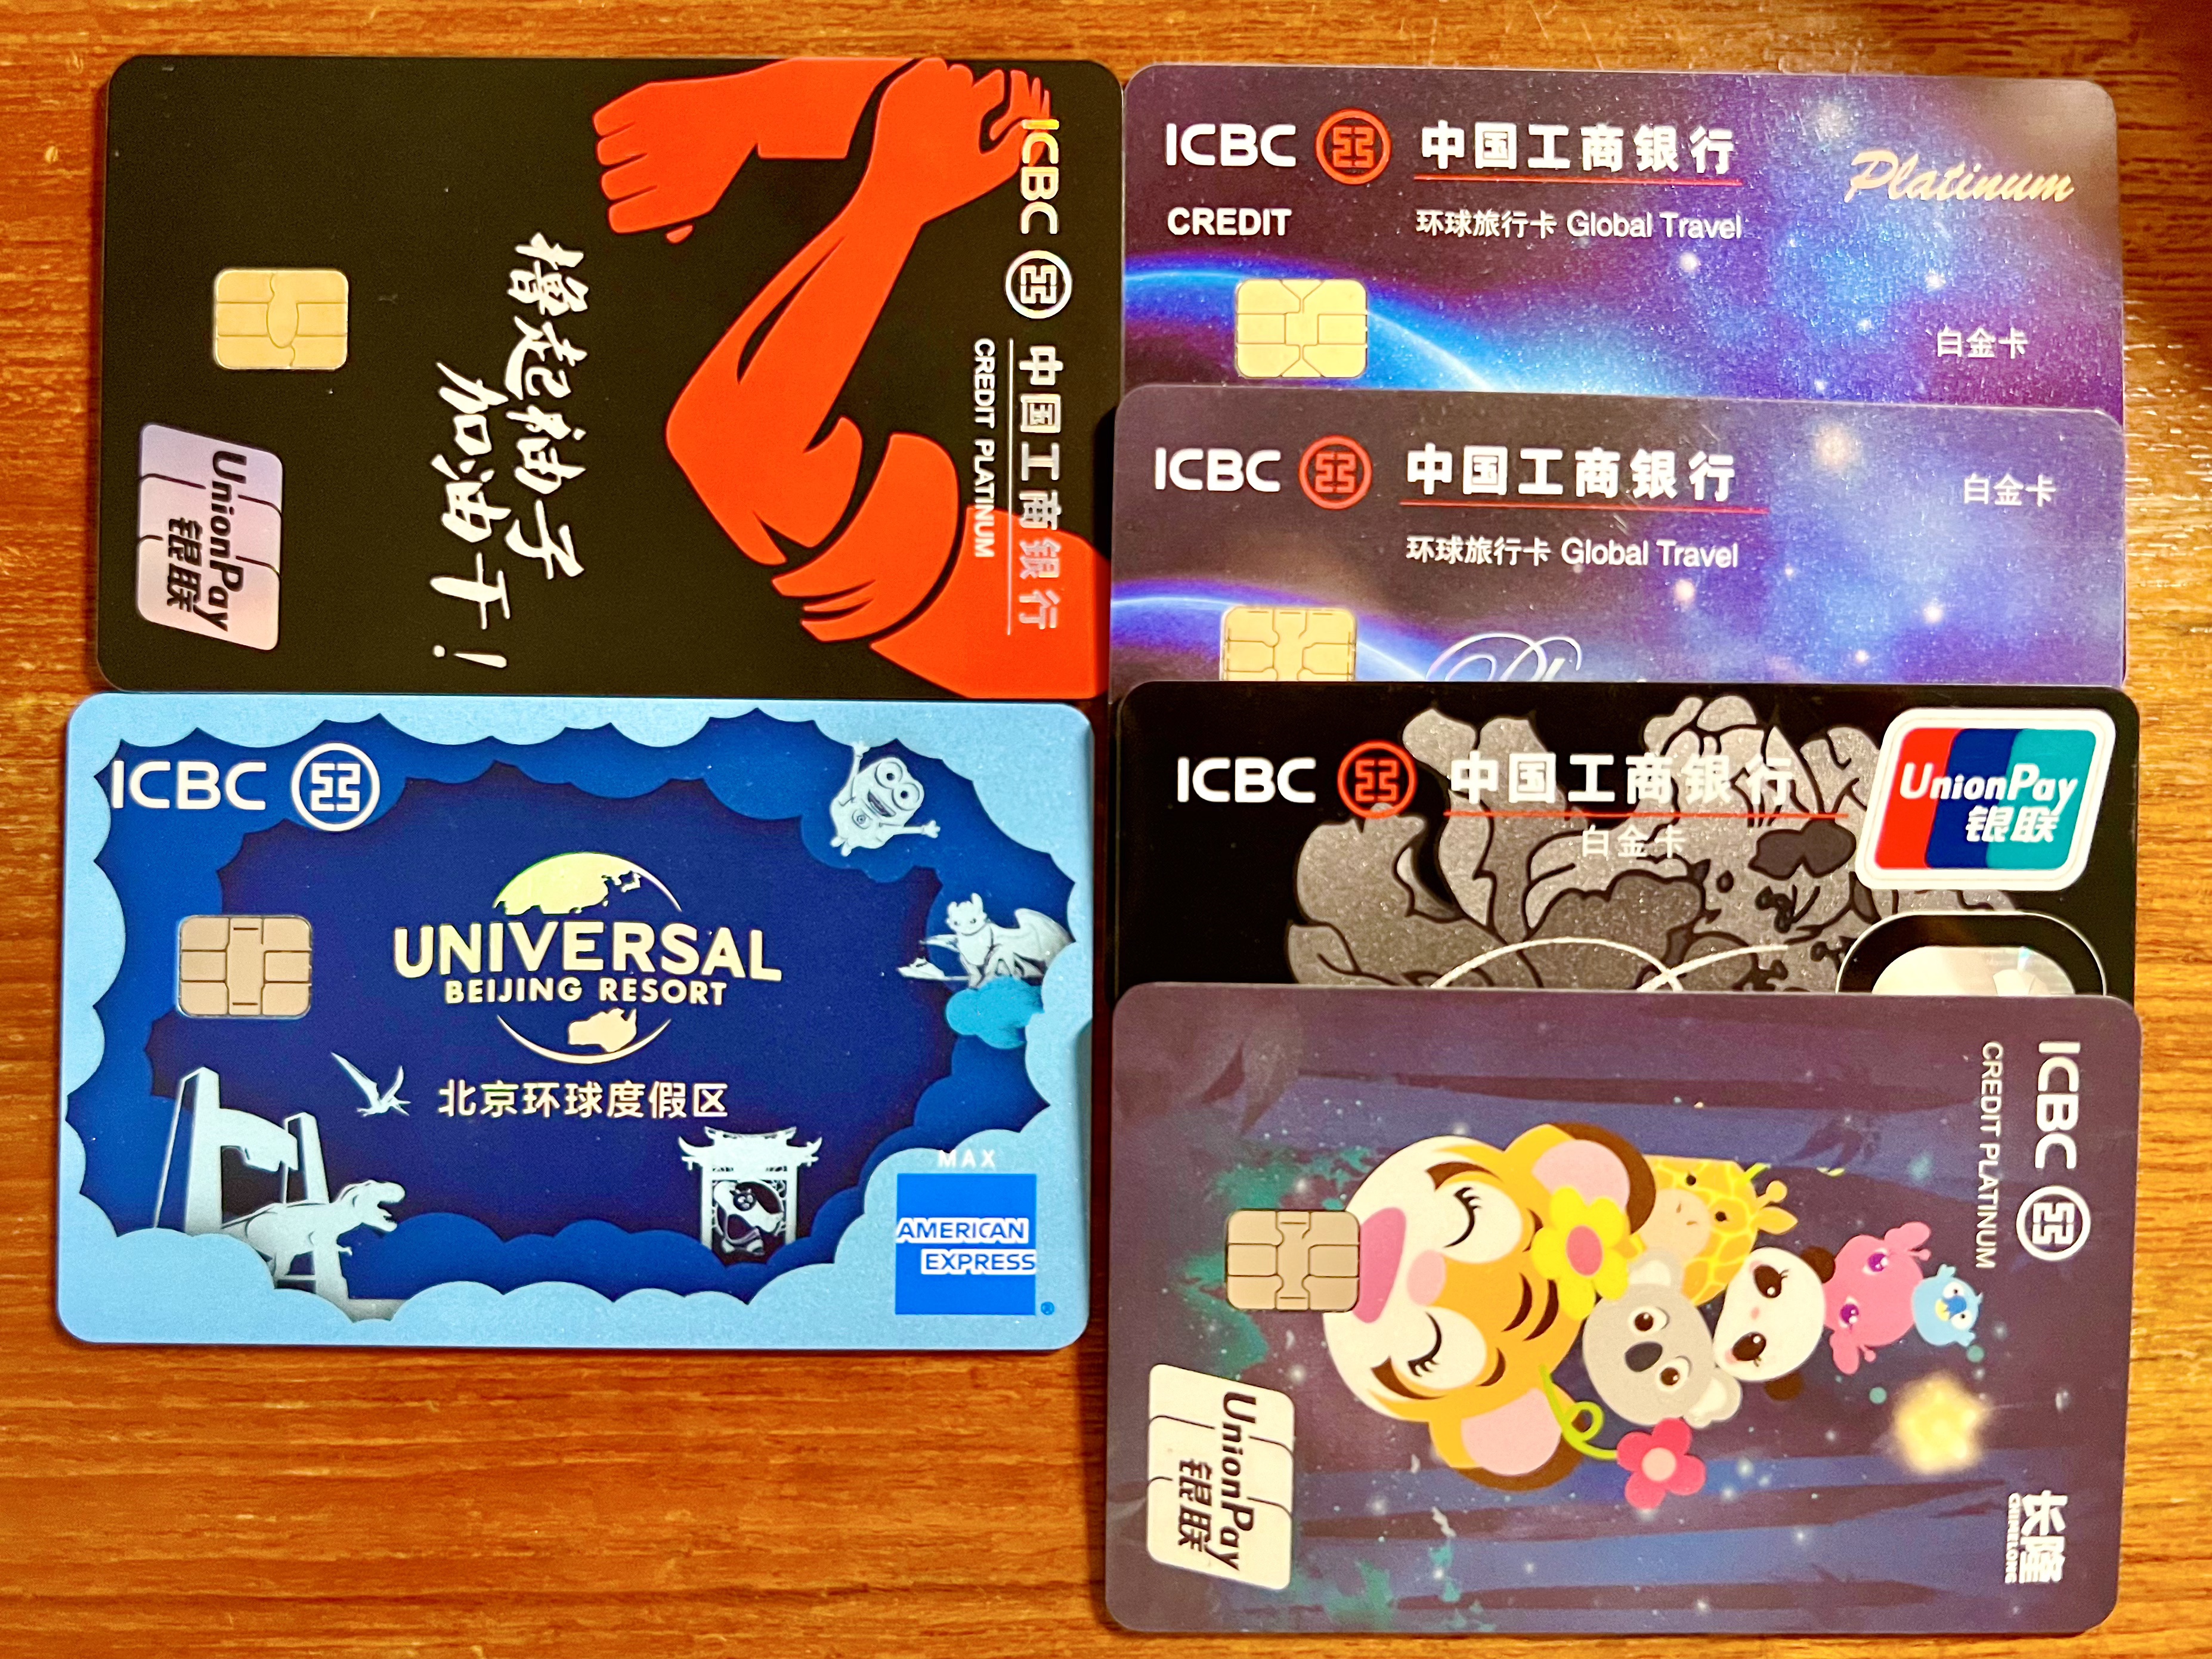 ICBC 中国工商银行
CREDIT PLATINUM
撸起袖子
加油干！
UnionPay
银联
ICBC
UNIVERSAL
BEIJING RESORT
北京环球度假区
MAX
AMERICAN
EXPRESS
ICBC 中国工商银行
Platinum
CREDIT
环球旅行卡 Global Travel
白金卡
ICBC 中国工商银行
白金卡
环球旅行卡 Global Travel
ICBC 中国工商银行
白金卡
UnionPay
银联
ICBC
CREDIT PLATINUM
长隆
CHIMELONG
UnionPay
银联